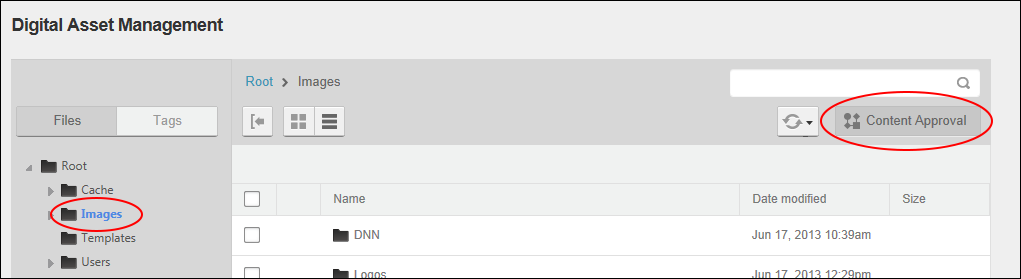 Digital Asset Management
Root > Images
Files Tags
Content Approval
Root
Cache
Images
Templates
Users
Name Date modified Size
DNN Jun 17, 2013 10:39am
Logos Jun 17, 2013 12:29pm